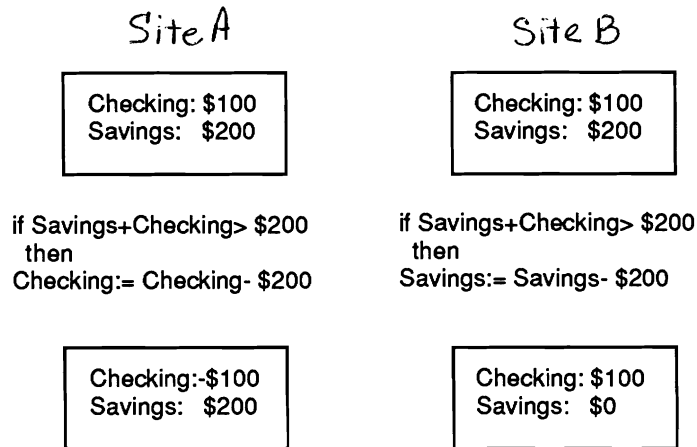 Site A
Site B
Checking: $100
Savings: $200
Checking: $100
Savings: $200
if Savings+Checking> $200
then
Checking:= Checking- $200
if Savings+Checking> $200
then
Savings:= Savings- $200
Checking:-$100
Savings: $200
Checking: $100
Savings: $0